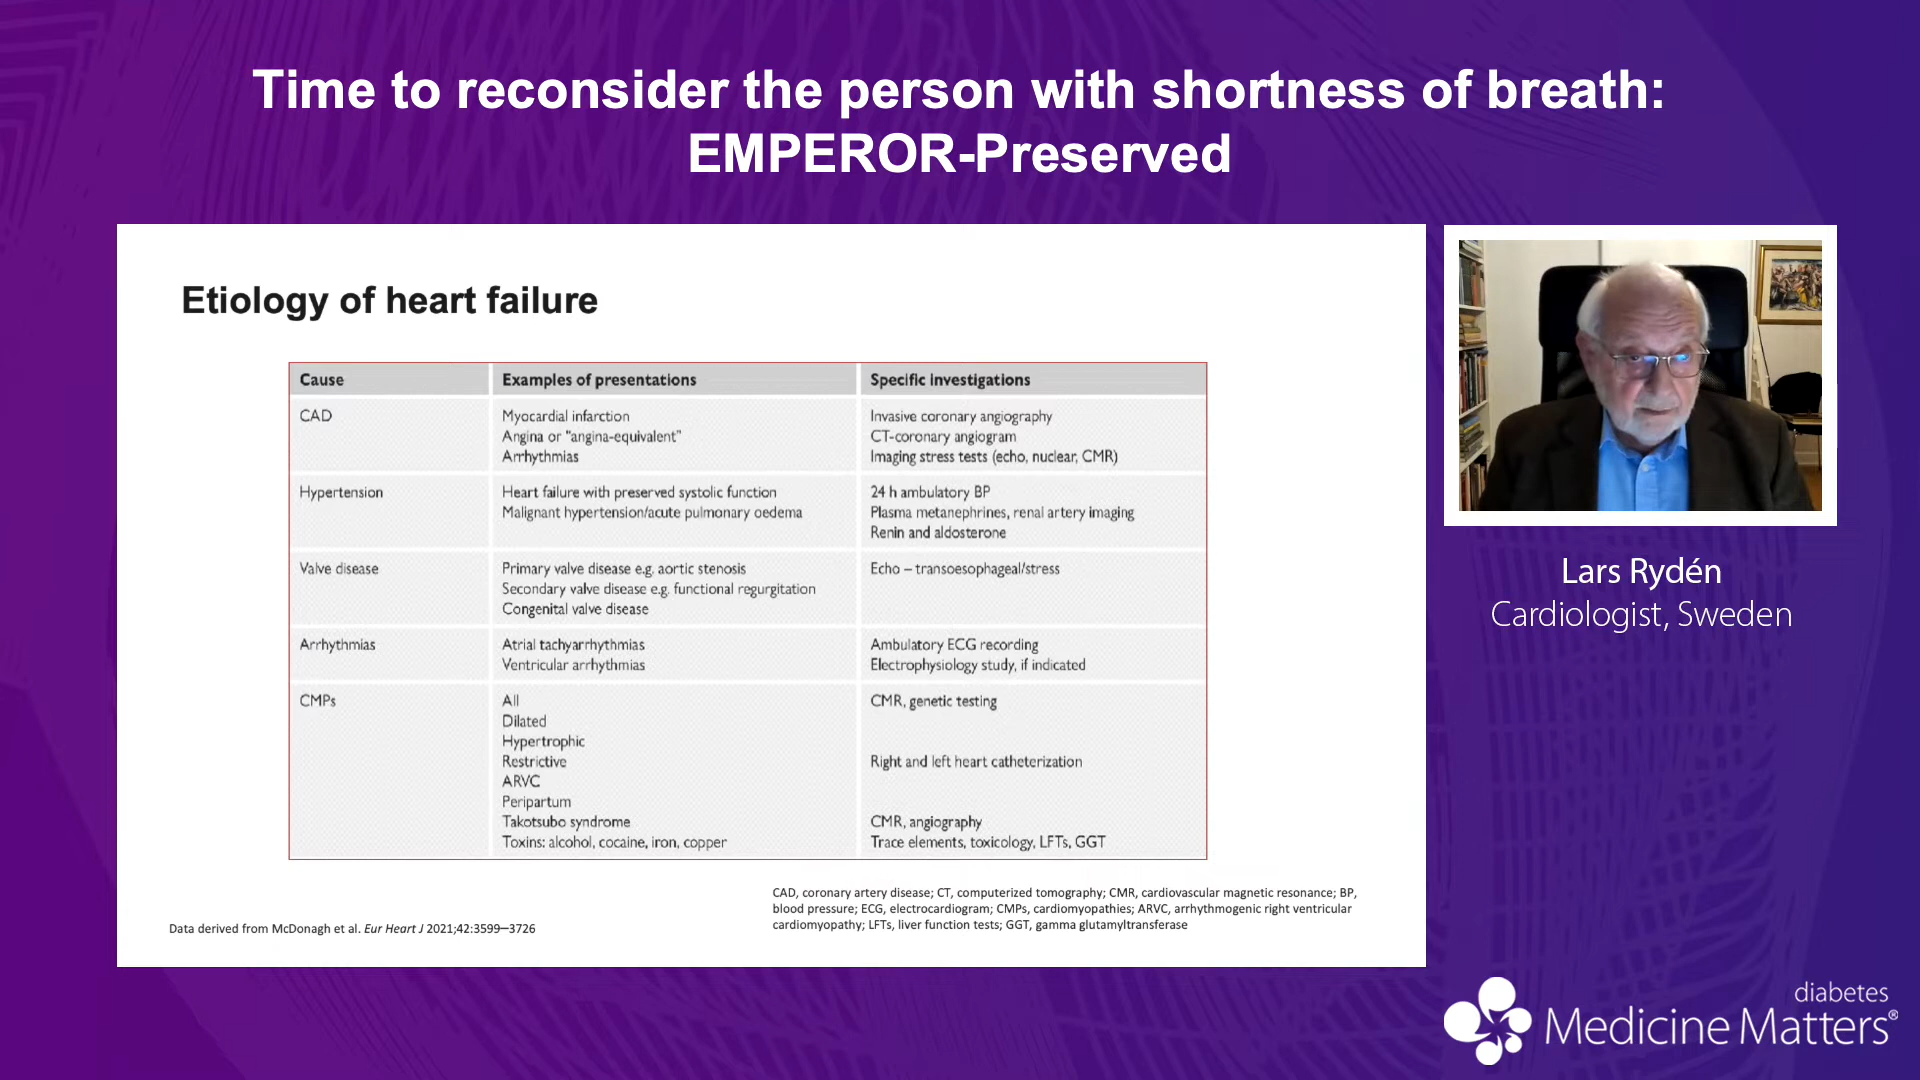 Time to reconsider the person with shortness of breath:
EMPEROR-Preserved
Etiology of heart failure
Cause Examples of presentations Specific investigations
CAD Myocardial infarction Invasive coronary angiography
Angina or "angina-equivalent" CT-coronary angiogram
Arrhythmias Imaging stress tests (echo, nuclear, CMR)
Hypertension Heart failure with preserved systolic function 24 h ambulatory BP
Malignant hypertension/acute pulmonary oedema Plasma metanephrines, renal artery imaging
Renin and aldosterone
Valve disease Primary valve disease e.g. aortic stenosis Echo – transoesophageal/stress
Secondary valve disease e.g. functional regurgitation
Congenital valve disease
Arrhythmias Atrial tachyarrhythmias Ambulatory ECG recording
Ventricular arrhythmias Electrophysiology study, if indicated
CMPs All CMR, genetic testing
Dilated
Hypertrophic
Restrictive Right and left heart catheterization
ARVC
Peripartum
Takotsubo syndrome CMR, angiography
Toxins: alcohol, cocaine, iron, copper Trace elements, toxicology, LFTs, GGT
CAD, coronary artery disease; CT, computerized tomography; CMR, cardiovascular magnetic resonance; BP,
blood pressure; ECG, electrocardiogram; CMPs, cardiomyopathies; ARVC, arrhythmogenic right ventricular
cardiomyopathy; LFTs, liver function tests; GGT, gamma glutamyltransferase
Data derived from McDonagh et al. Eur Heart J 2021;42:3599–3726
Lars Rydén
Cardiologist, Sweden
diabetes
Medicine Matters®